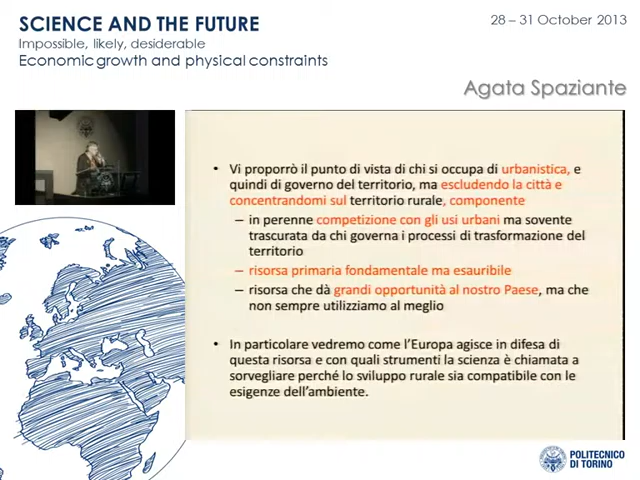 SCIENCE AND THE FUTURE
28 – 31 October 2013
Impossible, likely, desiderable
Economic growth and physical constraints
Agata Spaziante
• Vi proporrò il punto di vista di chi si occupa di urbanistica, e
quindi di governo del territorio, ma escludendo la città e
concentrandomi sul territorio rurale, componente
– in perenne competizione con gli usi urbani ma sovente
trascurata da chi governa i processi di trasformazione del
territorio
– risorsa primaria fondamentale ma esauribile
– risorsa che dà grandi opportunità al nostro Paese, ma che
non sempre utilizziamo al meglio
• In particolare vedremo come l'Europa agisce in difesa di
questa risorsa e con quali strumenti la scienza è chiamata a
sorvegliare perché lo sviluppo rurale sia compatibile con le
esigenze dell'ambiente.
POLITECNICO
DI TORINO